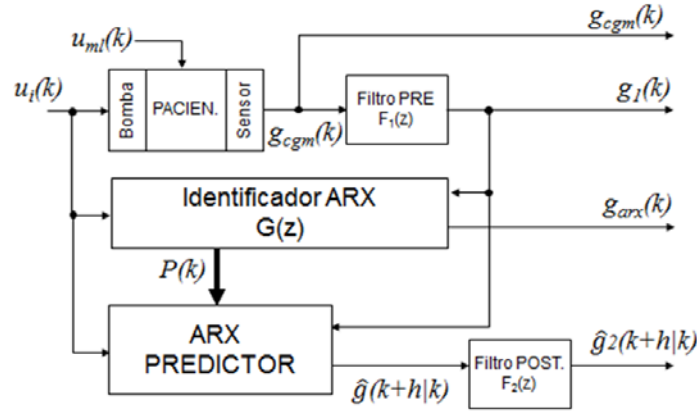 g_cgm(k)
u_ml(k)
u_i(k)
Bomba
PACIEN.
Sensor
g_cgm(k)
Filtro PRE
F_1(z)
g_1(k)
Identificador ARX
G(z)
g_arx(k)
P(k)
ARX
PREDICTOR
ĝ(k+h|k)
Filtro POST.
F_2(z)
ĝ2(k+h|k)